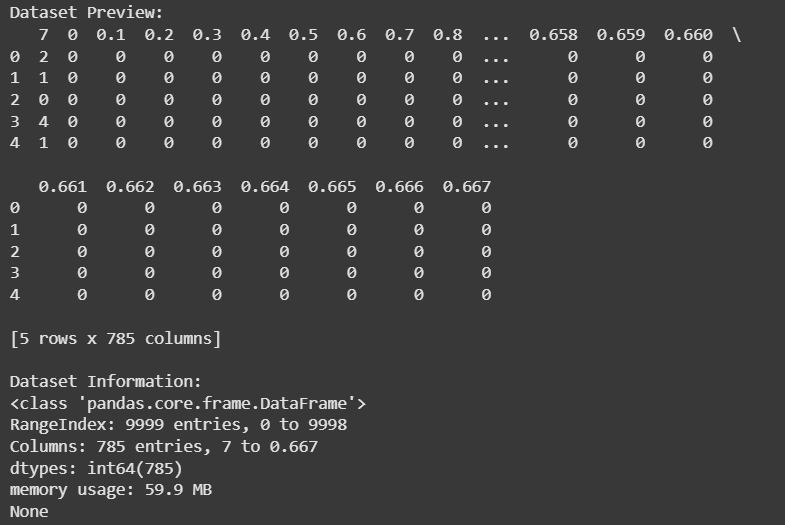 Dataset Preview:
   7  0  0.1  0.2  0.3  0.4  0.5  0.6  0.7  0.8  ...  0.658  0.659  0.660  \
0  2  0    0    0    0    0    0    0    0    0  ...      0      0      0
1  1  0    0    0    0    0    0    0    0    0  ...      0      0      0
2  0  0    0    0    0    0    0    0    0    0  ...      0      0      0
3  4  0    0    0    0    0    0    0    0    0  ...      0      0      0
4  1  0    0    0    0    0    0    0    0    0  ...      0      0      0

   0.661  0.662  0.663  0.664  0.665  0.666  0.667
0      0      0      0      0      0      0      0
1      0      0      0      0      0      0      0
2      0      0      0      0      0      0      0
3      0      0      0      0      0      0      0
4      0      0      0      0      0      0      0

[5 rows x 785 columns]

Dataset Information:
<class 'pandas.core.frame.DataFrame'>
RangeIndex: 9999 entries, 0 to 9998
Columns: 785 entries, 7 to 0.667
dtypes: int64(785)
memory usage: 59.9 MB
None